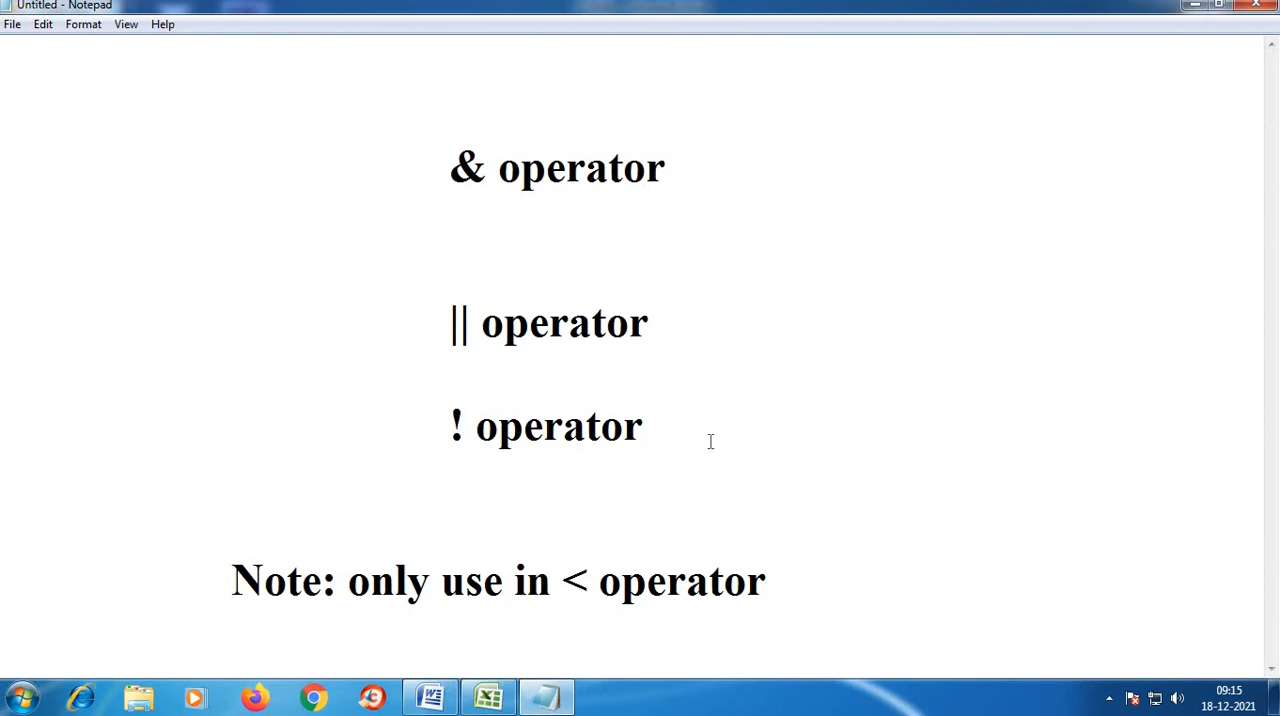 Untitled - Notepad
File Edit Format View Help
& operator
|| operator
! operator
Note: only use in < operator
09:15
18-12-2021